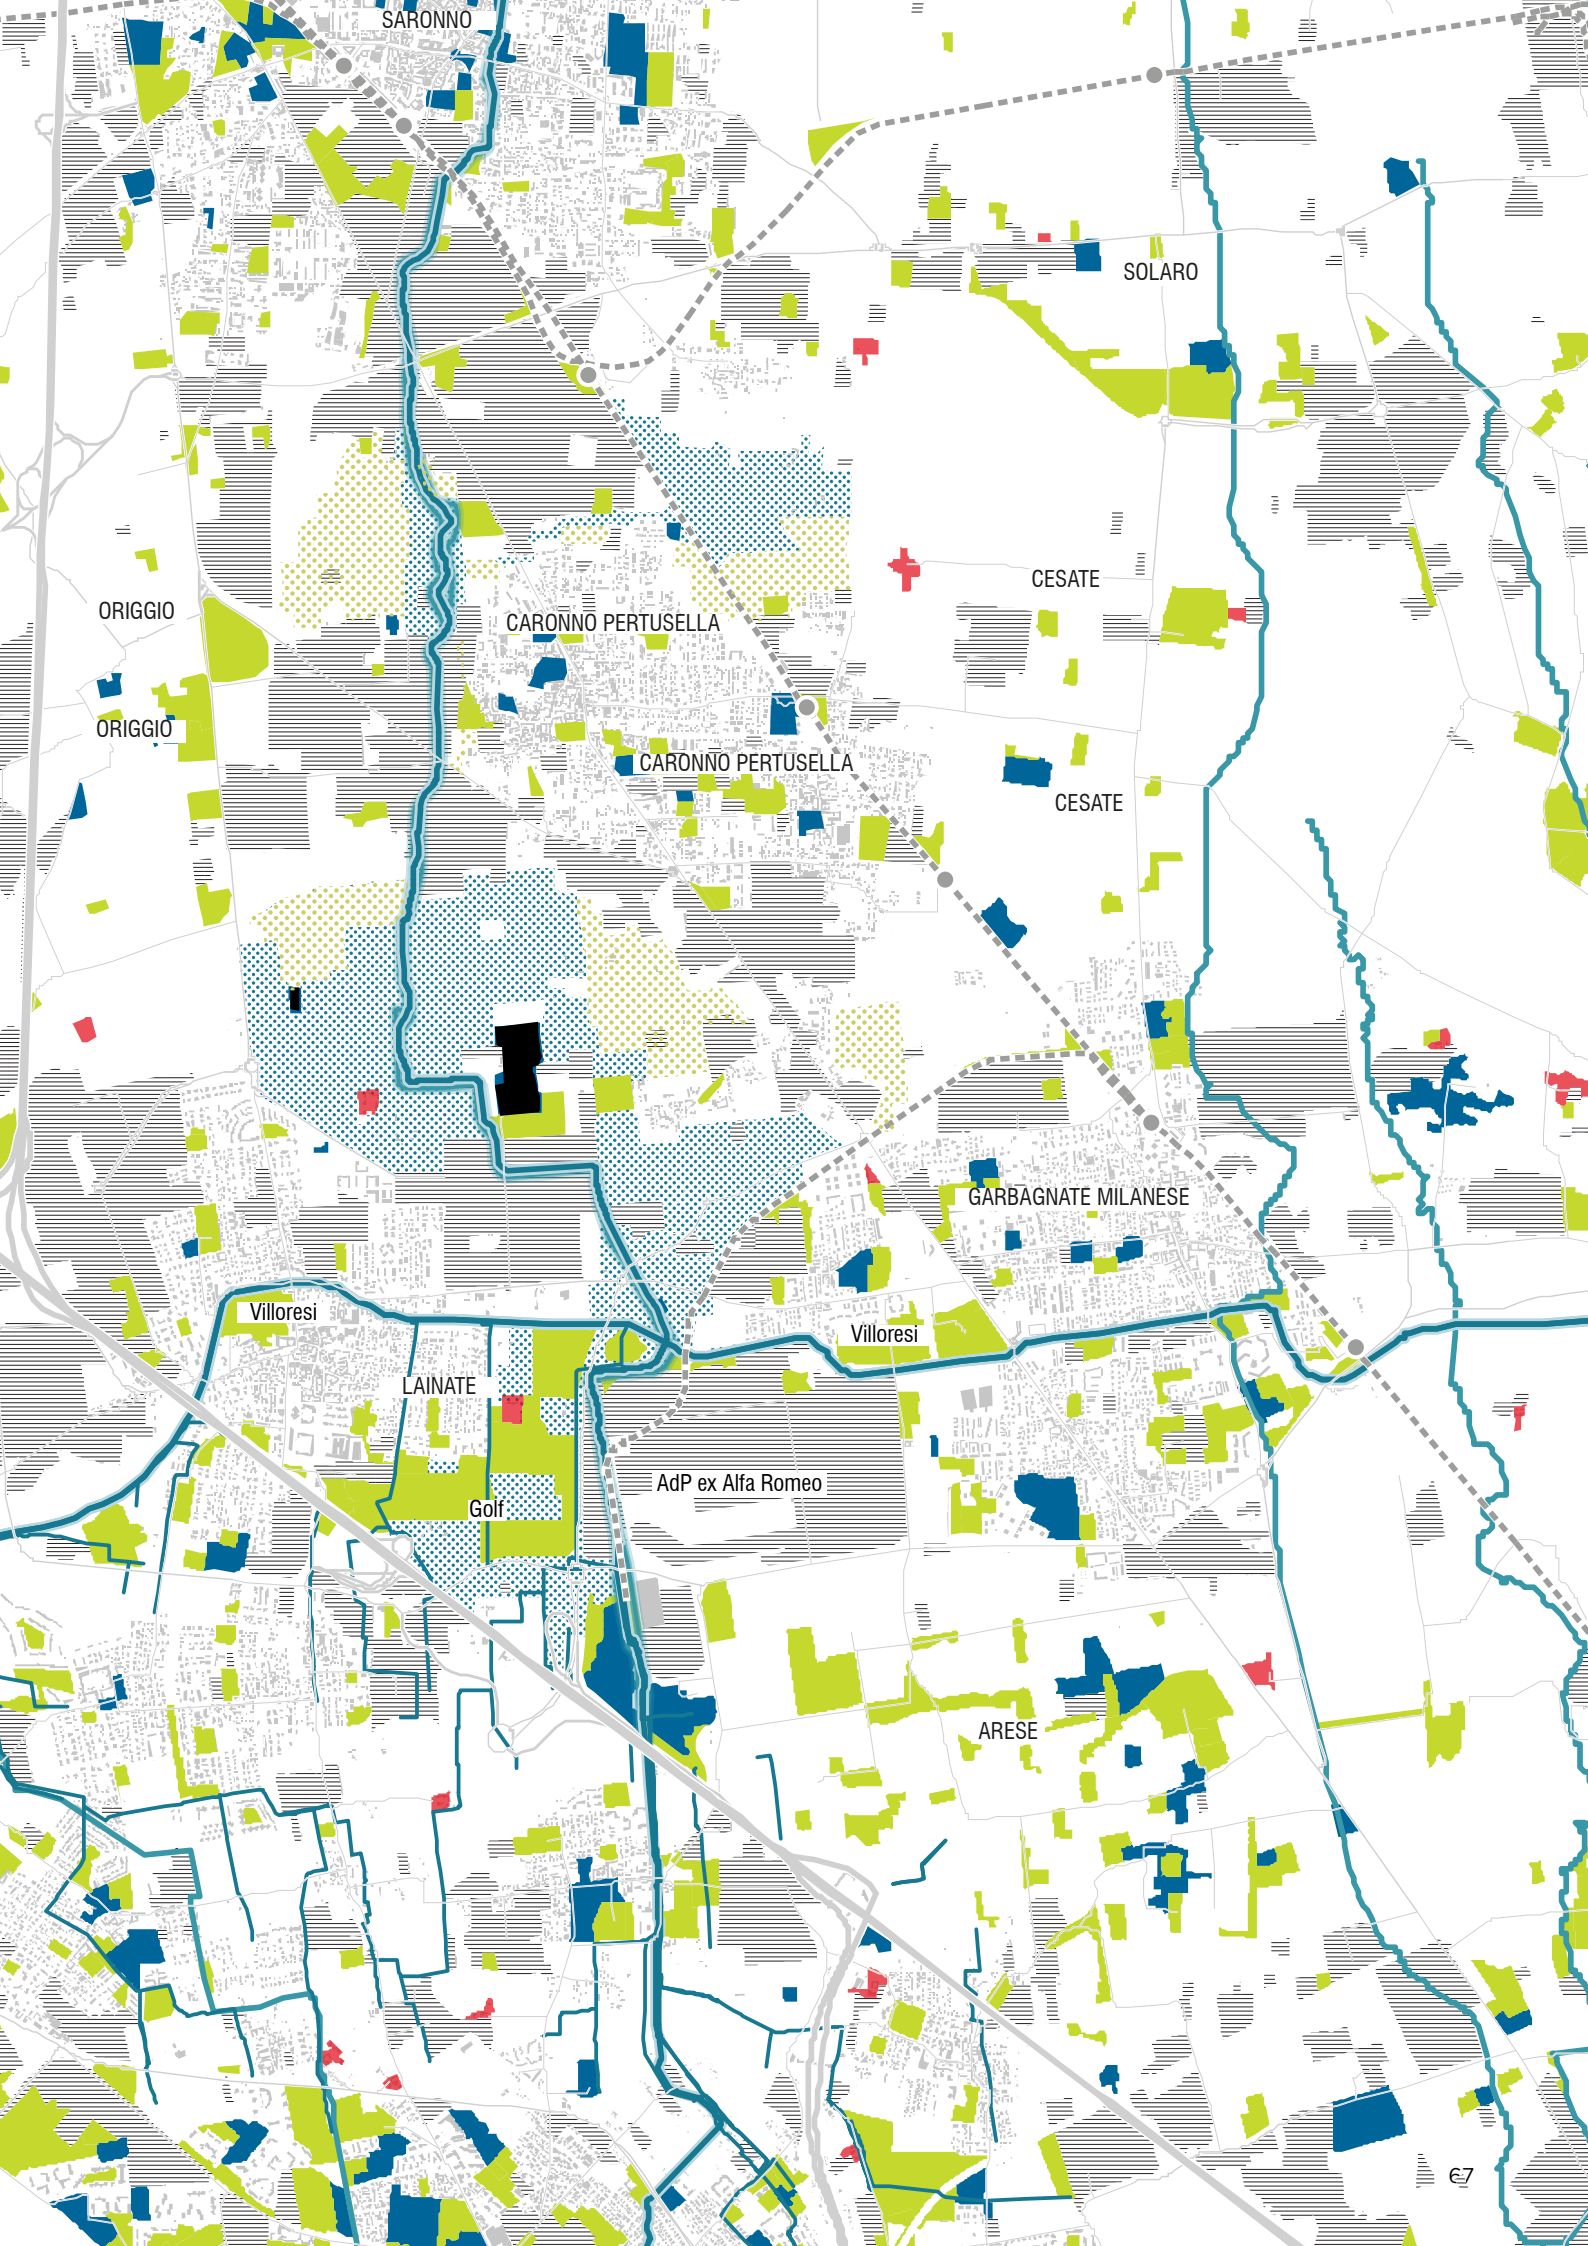 SARONNO
SOLARO
CESATE
ORIGGIO
CARONNO PERTUSELLA
ORIGGIO
CARONNO PERTUSELLA
CESATE
GARBAGNATE MILANESE
Villoresi
Villoresi
LAINATE
AdP ex Alfa Romeo
Golf
ARESE
67